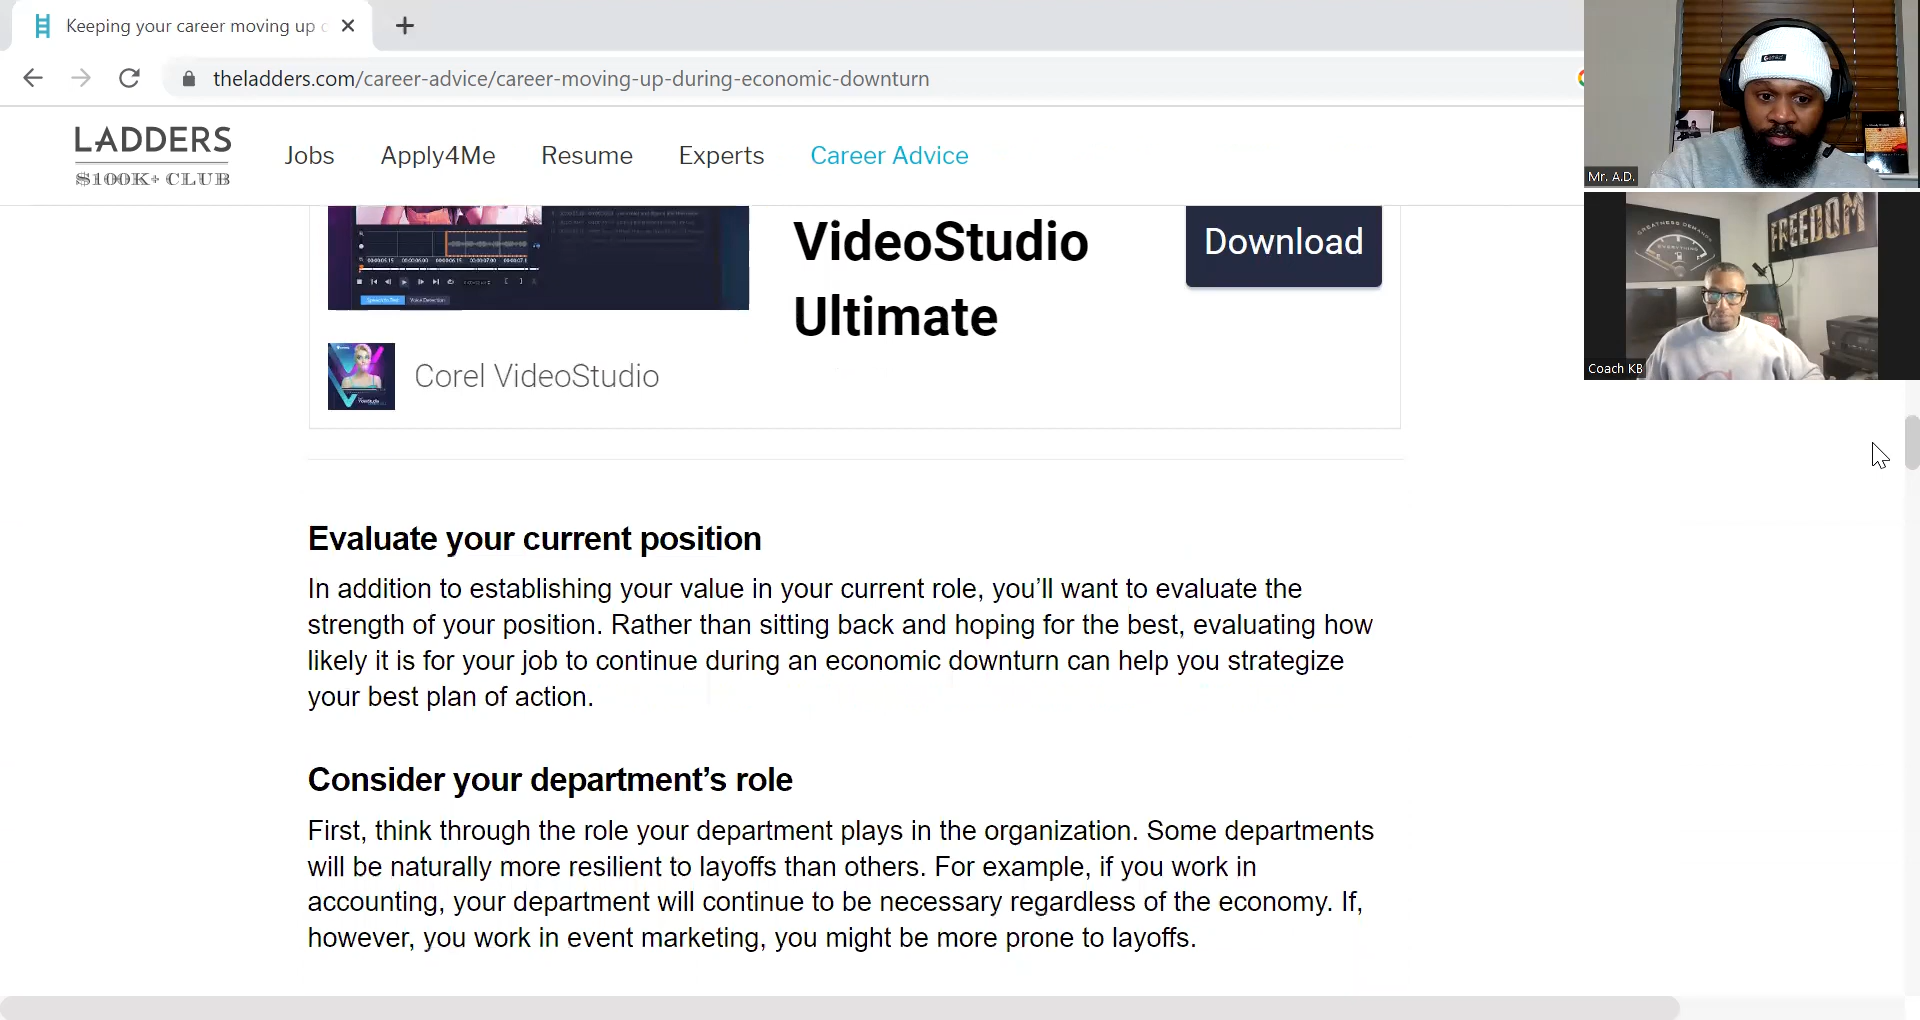 Keeping your career moving up
theladders.com/career-advice/career-moving-up-during-economic-downturn
LADDERS
$100K+ CLUB
Jobs
Apply4Me
Resume
Experts
Career Advice
Mr. A.D.
GREATNESS DEMANDS
EVERYTHING
FREEDOM
Coach KB
VideoStudio
Ultimate
Download
Corel VideoStudio
Evaluate your current position
In addition to establishing your value in your current role, you’ll want to evaluate the
strength of your position. Rather than sitting back and hoping for the best, evaluating how
likely it is for your job to continue during an economic downturn can help you strategize
your best plan of action.
Consider your department’s role
First, think through the role your department plays in the organization. Some departments
will be naturally more resilient to layoffs than others. For example, if you work in
accounting, your department will continue to be necessary regardless of the economy. If,
however, you work in event marketing, you might be more prone to layoffs.